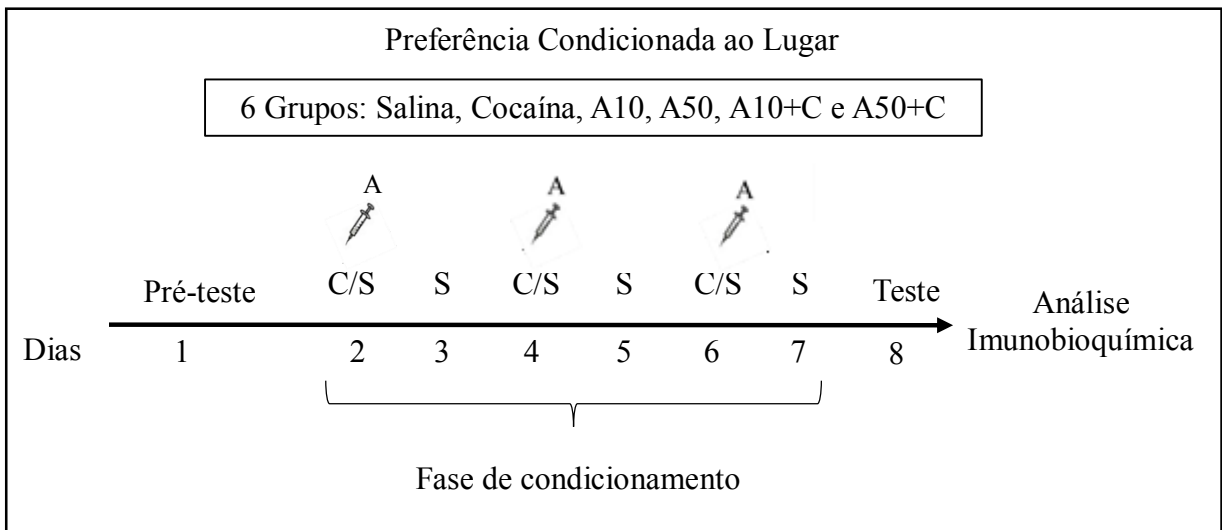 Preferência Condicionada ao Lugar
6 Grupos: Salina, Cocaína, A10, A50, A10+C e A50+C
A A A
Pré-teste C/S S C/S S C/S S Teste
Análise
Imunobioquímica
Dias 1 2 3 4 5 6 7 8
Fase de condicionamento